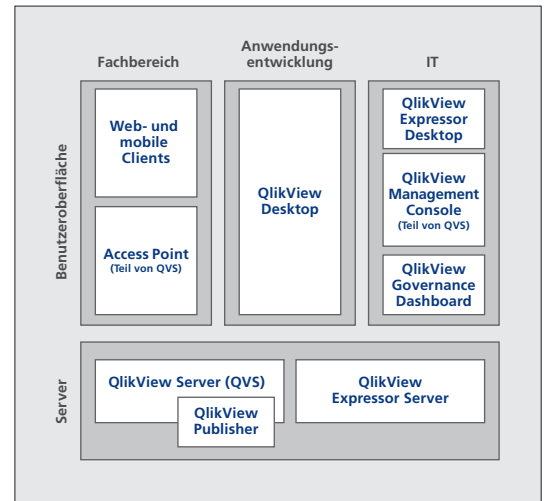 Fachbereich
Anwendungs-
entwicklung
IT
Benutzeroberfläche
Web- und
mobile
Clients
Access Point
(Teil von QVS)
QlikView
Desktop
QlikView
Expressor
Desktop
QlikView
Management
Console
(Teil von QVS)
QlikView
Governance
Dashboard
Server
QlikView Server (QVS)
QlikView
Publisher
QlikView
Expressor Server